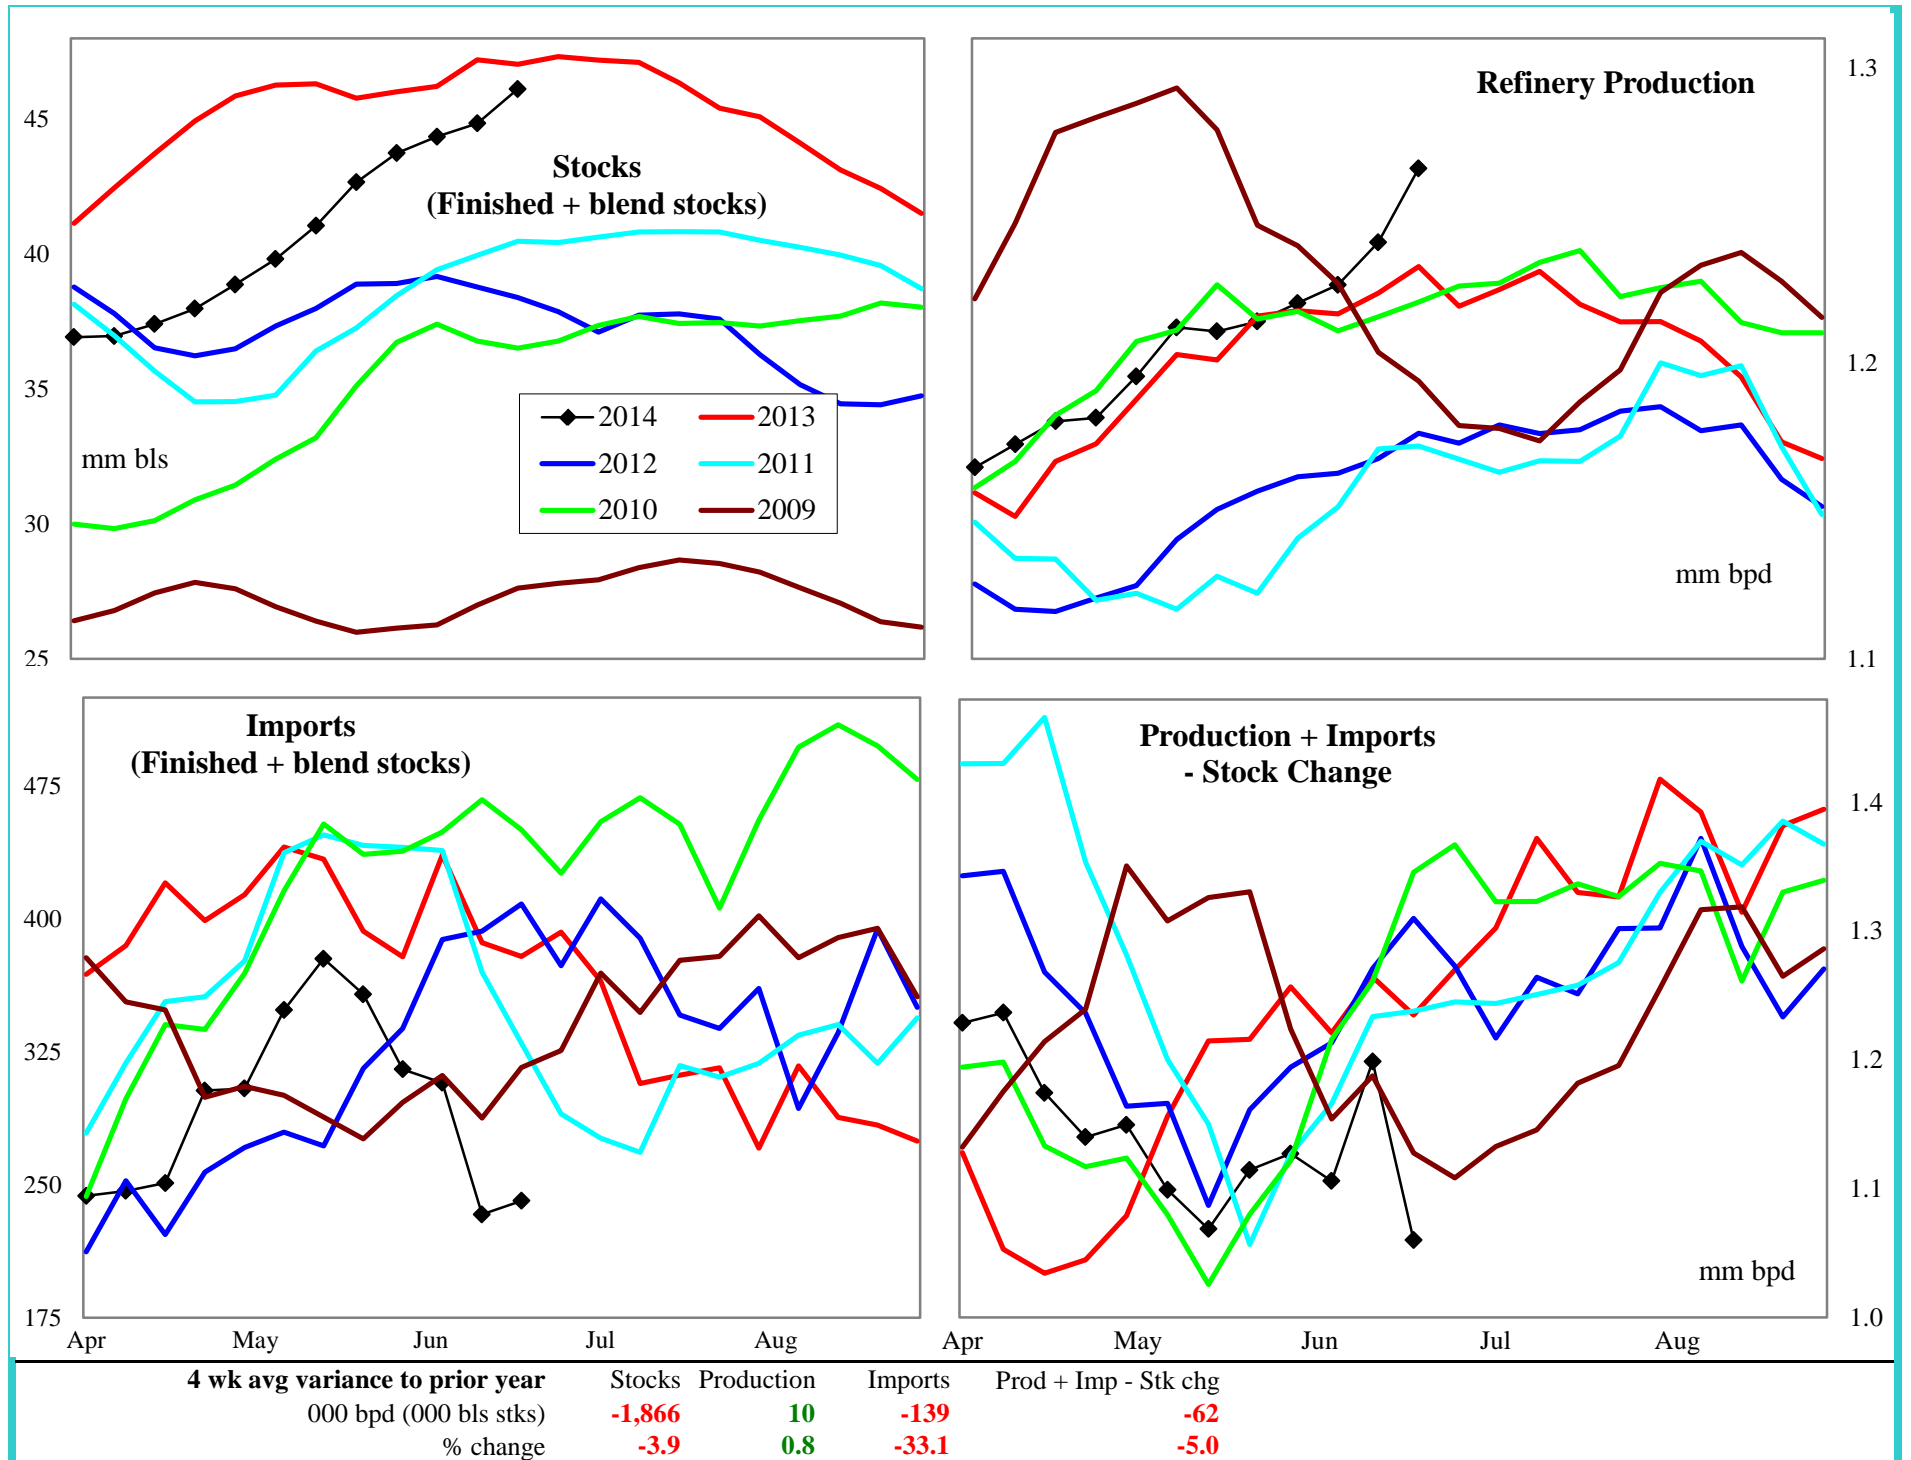 45
40
35
30
25
Stocks
(Finished + blend stocks)
mm bls
2014 2013
2012 2011
2010 2009
Refinery Production
mm bpd
1.3
1.2
1.1
Imports
(Finished + blend stocks)
475
400
325
250
175
Apr May Jun Jul Aug
Production + Imports
- Stock Change
mm bpd
1.4
1.3
1.2
1.1
1.0
Apr May Jun Jul Aug
4 wk avg variance to prior year Stocks Production Imports Prod + Imp - Stk chg
000 bpd (000 bls stks) -1,866 10 -139 -62
% change -3.9 0.8 -33.1 -5.0